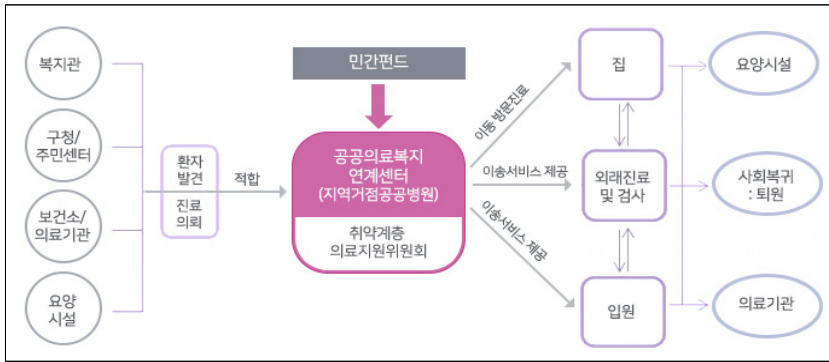 복지관
구청/
주민센터
보건소/
의료기관
요양
시설
환자
발견
진료
의뢰
적합
민간펀드
공공의료복지
연계센터
(지역거점공공병원)
취약계층
의료지원위원회
이동 방문진료
이송서비스 제공
이송서비스 제공
집
외래진료
및 검사
입원
요양시설
사회복귀
: 퇴원
의료기관